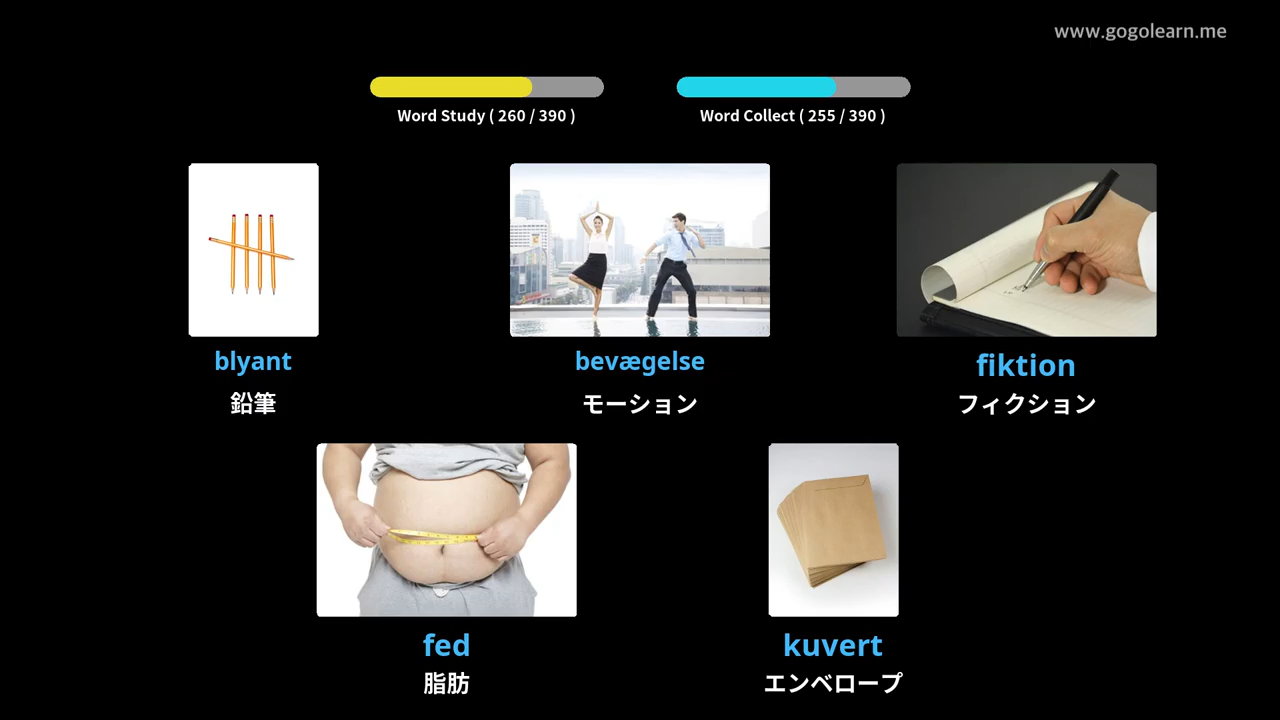 www.gogolearn.me
Word Study ( 260 / 390 )
Word Collect ( 255 / 390 )
blyant
鉛筆
bevægelse
モーション
fiktion
フィクション
fed
脂肪
kuvert
エンベロープ